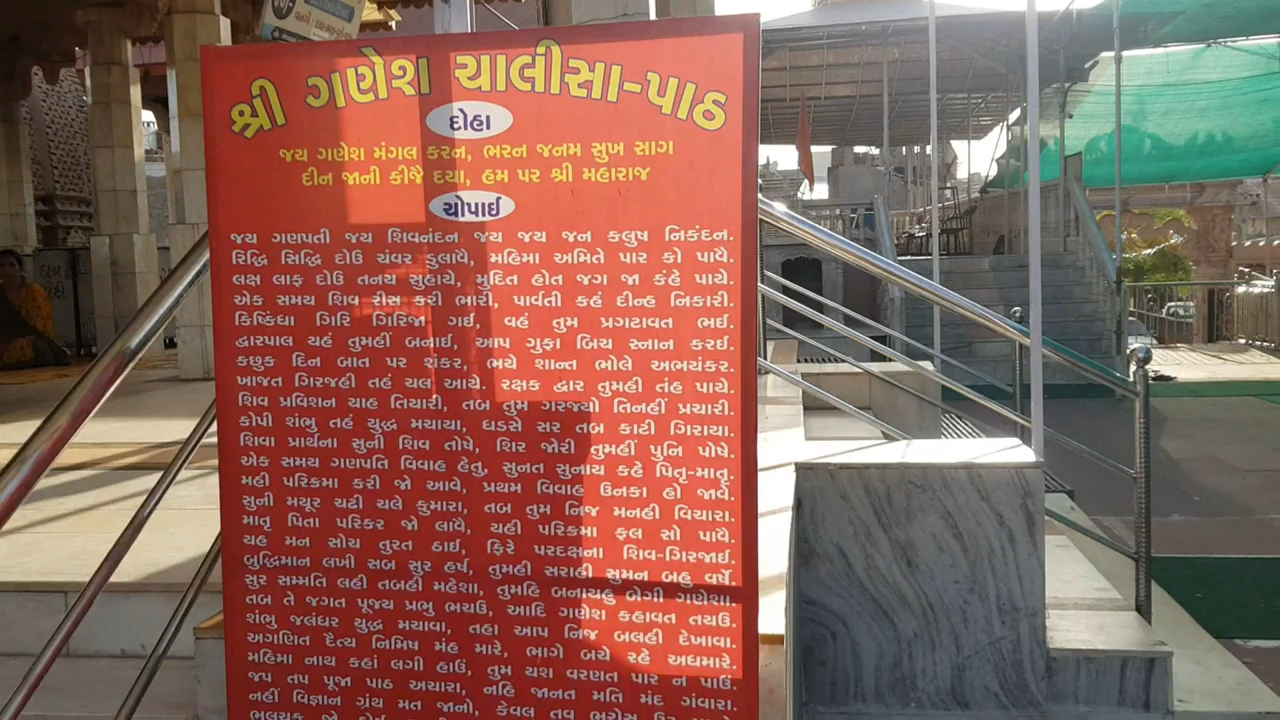 શ્રી ગણેશ ચાલીસા-પાઠ
દોહા
જય ગણેશ મંગલ કરન, ભરન જનમ સુખ સાગ
દીન જાની કીજૈ દયા, હમ પર શ્રી મહારાજ
ચોપાઈ
જય ગણપતી જય શિવનંદન જય જય જન કલુષ નિકંદન.
રિદ્ધિ સિદ્ધિ દોઉ ચંવર ડુલાવૈ, મહિમા અમિતે પાર કો પાવૈ.
લક્ષ લાફ દોઉ તનય સુહાયે, મુદિત હોત જગ જા કંહે પાયે.
એક સમય શિવ રીસ કરી ભારી, પાર્વતી કહં દીન્હ નિકારી.
કિષ્કિંધા ગિરિ ગિરિજા ગઈ, વહં તુમ પ્રગટાવત ભઈ.
દ્વારપાલ યહં તુમહીં બનાઈ, આપ ગુફા બિચ સ્નાન કરઈ.
કછુક દિન બાત પર શંકર, ભયે શાન્ત ભોલે અભયંકર.
ખાજત ગિરજહી તહં ચલ આયે. રક્ષક દ્વાર તુમહી તંહ પાયે.
શિવ પ્રવિશન ચાહ તિયારી, તબ તુમ ગરજ્યો તિનહીં પ્રચારી.
કોપી શંભુ તહં યુદ્ધ મચાયા, ધડસે સર તબ કાટી ગિરાયા.
શિવા પ્રાર્થના સુની શિવ તોષે, શિર જોરી તુમહીં પુનિ પોષે.
એક સમય ગણપતિ વિવાહ હેતુ, સુનત સુનાય કહે પિતૃ-માતૃ.
મહી પરિક્રમા કરી જો આવે, પ્રથમ વિવાહ ઉનકા હો જાવે.
સુની મયૂર ચઢી ચલે કુમારા, તબ તુમ નિજ મનહી વિચારા.
માતૃ પિતા પરિકર જો લાવૈ, યહી પરિક્રમા ફલ સો પાવૈ.
યહ મન સોચ તુરત ઠાઈ, ફિરે પરદક્ષના શિવ-ગિરજાઈ.
બુદ્ધિમાન લખી સબ સુર હર્ષે, તુમહી સરાહી સુમન બહુ વર્ષે.
સુર સમ્મતિ લહી તબહી મહેશા, તુમહિ બનાયહુ બેગી ગણેશા.
તબ તે જગત પૂજ્ય પ્રભુ ભયઉ, આદિ ગણેશ કહાવત તયઉ.
શંભુ જલંધર યુદ્ધ મચાવા, તહા આપ નિજ બલહી દેખાવા.
અગણિત દૈત્ય નિમિષ મંહ મારે, ભાગે બચે રહે અધમારે.
મહિમા નાથ કહાં લગી હાઉં, તુમ યશ વરણત પાર ન પાઉં.
જપ તપ પૂજા પાઠ અચારા, નહિ જાનત મતિ મંદ ગંવારા.
નહીં વિજ્ઞાન ગ્રંથ મત જાનો, કેવલ તવ ભરોસ